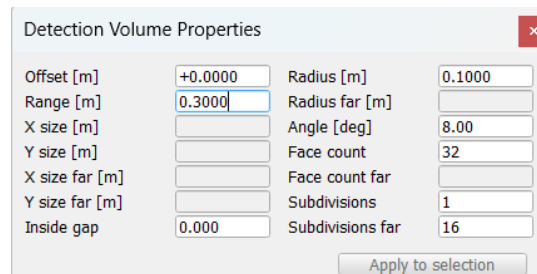 Detection Volume Properties
Offset [m] +0.0000 Radius [m] 0.1000
Range [m] 0.3000 Radius far [m]
X size [m] Angle [deg] 8.00
Y size [m] Face count 32
X size far [m] Face count far
Y size far [m] Subdivisions 1
Inside gap 0.000 Subdivisions far 16
Apply to selection